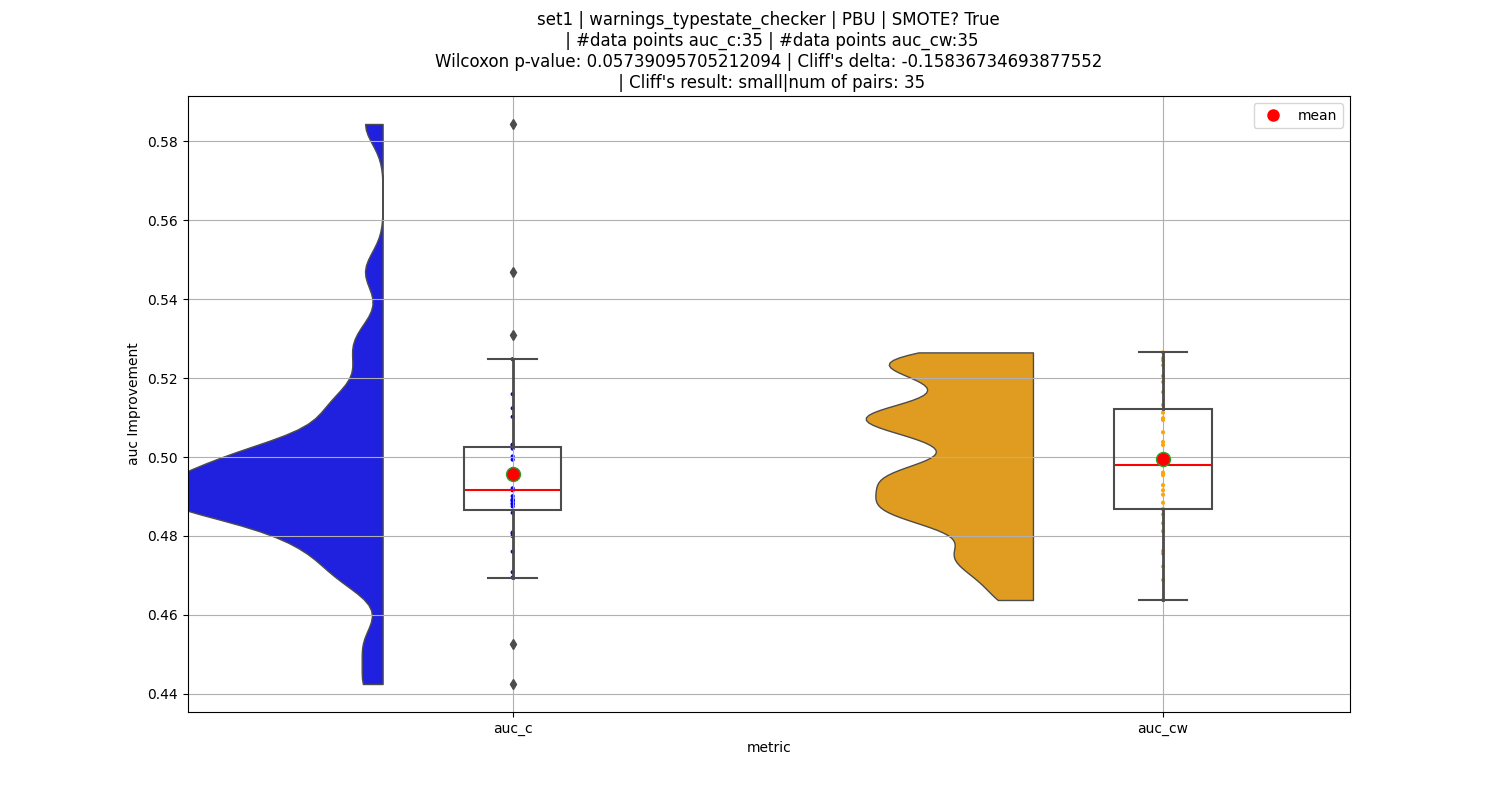 set1 | warnings_typestate_checker | PBU | SMOTE? True
| #data points auc_c:35 | #data points auc_cw:35
Wilcoxon p-value: 0.05739095705212094 | Cliff's delta: -0.15836734693877552
| Cliff's result: small|num of pairs: 35
mean
0.58
0.56
0.54
0.52
0.50
0.48
0.46
0.44
auc Improvement
auc_c
auc_cw
metric